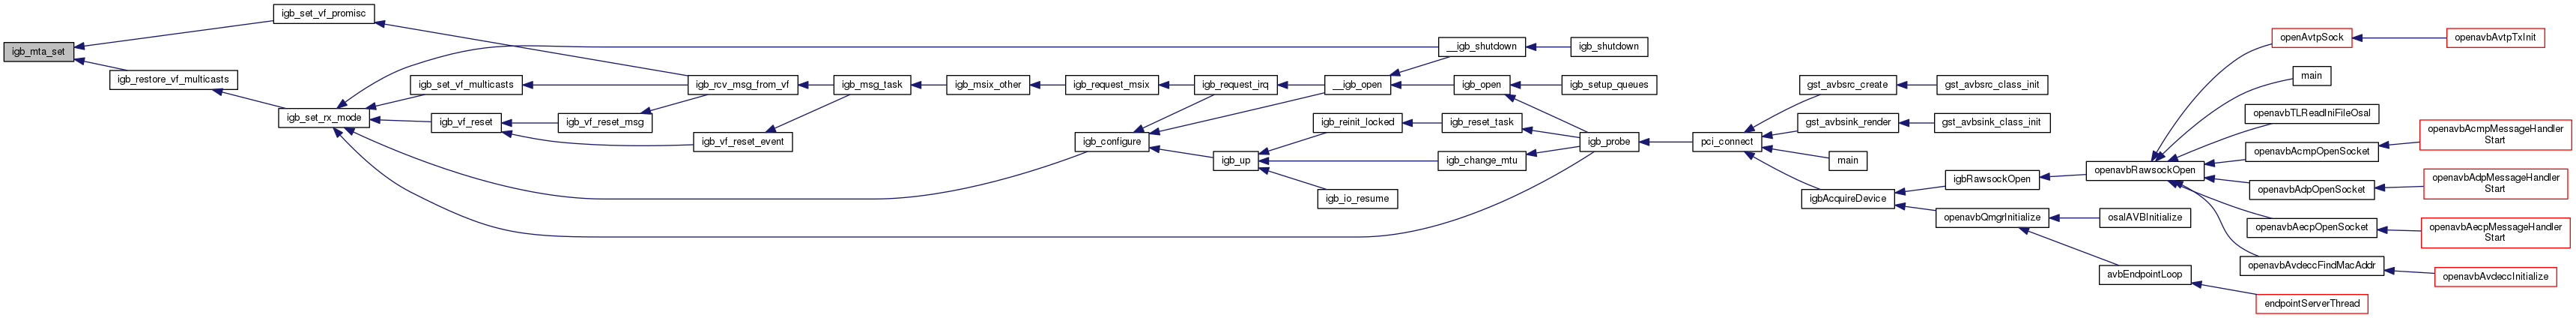 igb_mta_set
igb_set_vf_promisc
igb_restore_vf_multicasts
igb_set_rx_mode
igb_set_vf_multicasts
igb_vf_reset
igb_vf_reset_msg
igb_rcv_msg_from_vf
igb_vf_reset_event
__igb_shutdown
igb_shutdown
igb_msg_task
igb_msix_other
igb_request_msix
igb_configure
igb_request_irq
igb_up
__igb_open
igb_reinit_locked
igb_io_resume
igb_open
igb_reset_task
igb_change_mtu
igb_setup_queues
igb_probe
pci_connect
gst_avbsrc_create
gst_avbsink_render
main
igbAcquireDevice
gst_avbsrc_class_init
gst_avbsink_class_init
igbRawsockOpen
openavbQmgrInitialize
openavbRawsockOpen
osalAVBInitialize
avbEndpointLoop
openAvtpSock
main
openavbTLReadIniFileOsal
openavbAcmpOpenSocket
openavbAdpOpenSocket
openavbAecpOpenSocket
openavbAvdeccFindMacAddr
endpointServerThread
openavbAvtpTxInit
openavbAcmpMessageHandler
Start
openavbAdpMessageHandler
Start
openavbAecpMessageHandler
Start
openavbAvdeccInitialize